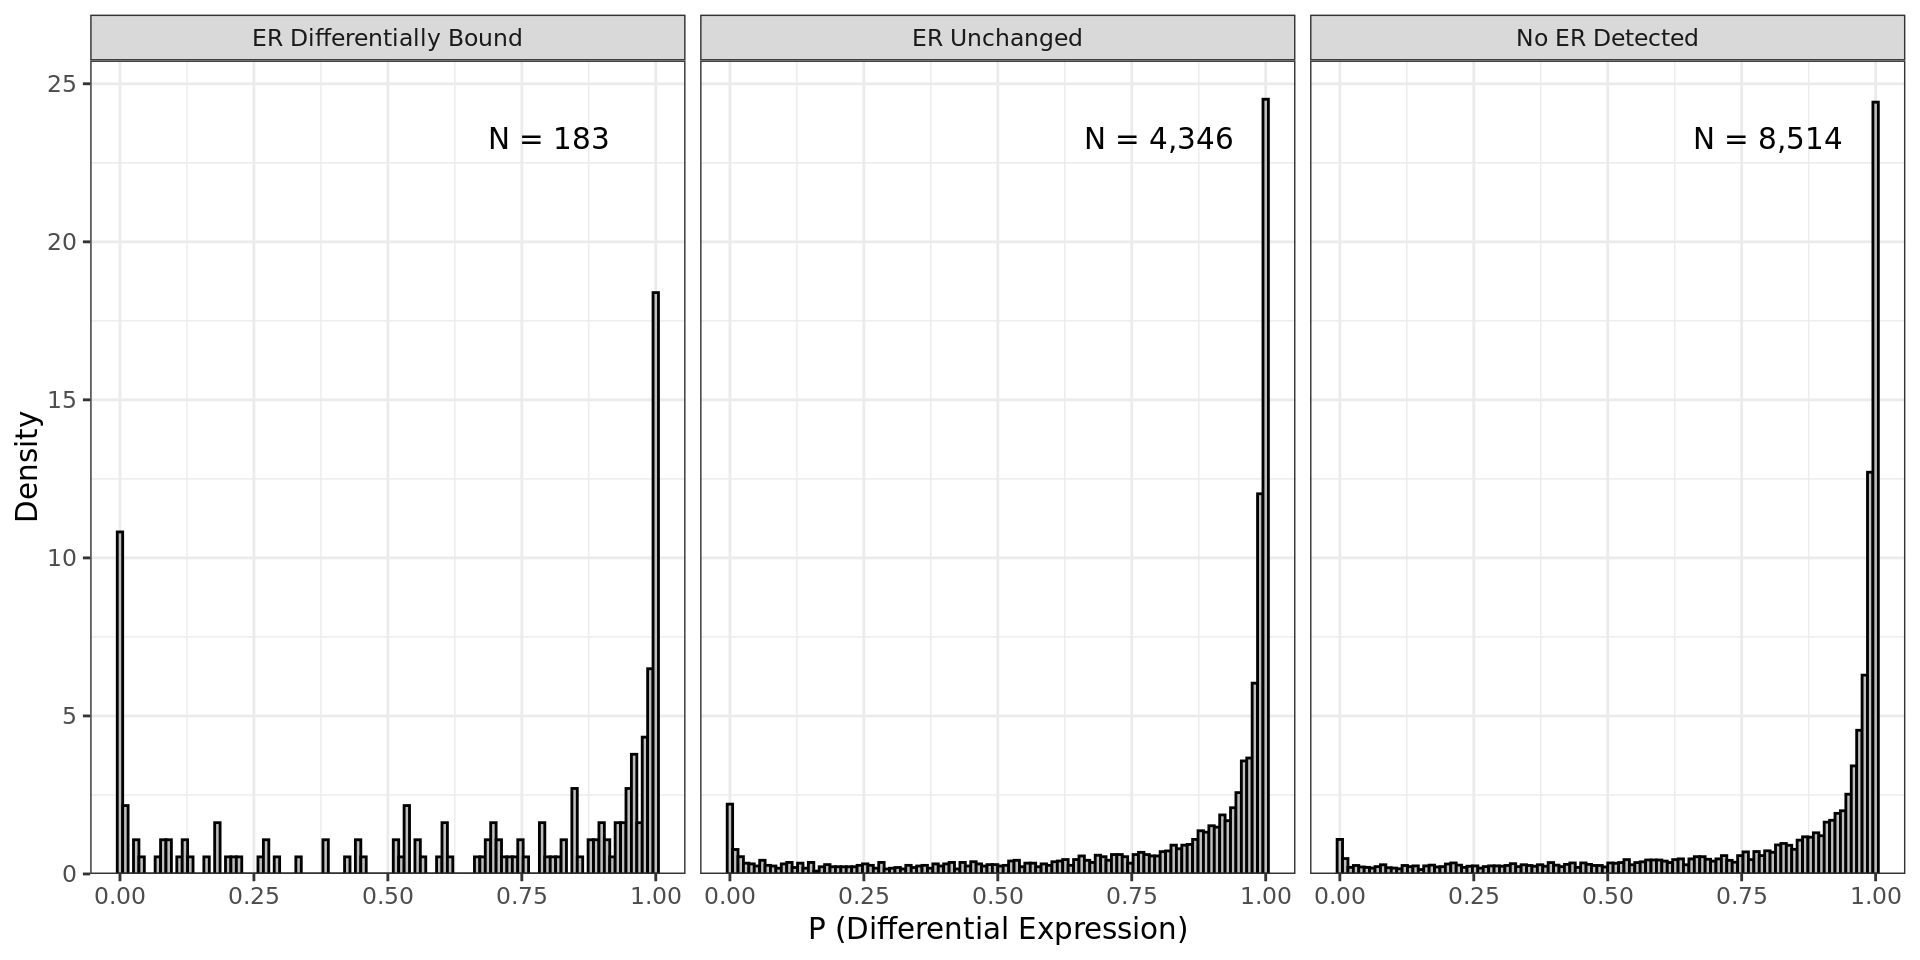 ER Differentially Bound
ER Unchanged
No ER Detected
N = 183
N = 4,346
N = 8,514
25
20
15
10
5
0
Density
0.00 0.25 0.50 0.75 1.00
0.00 0.25 0.50 0.75 1.00
0.00 0.25 0.50 0.75 1.00
P (Differential Expression)